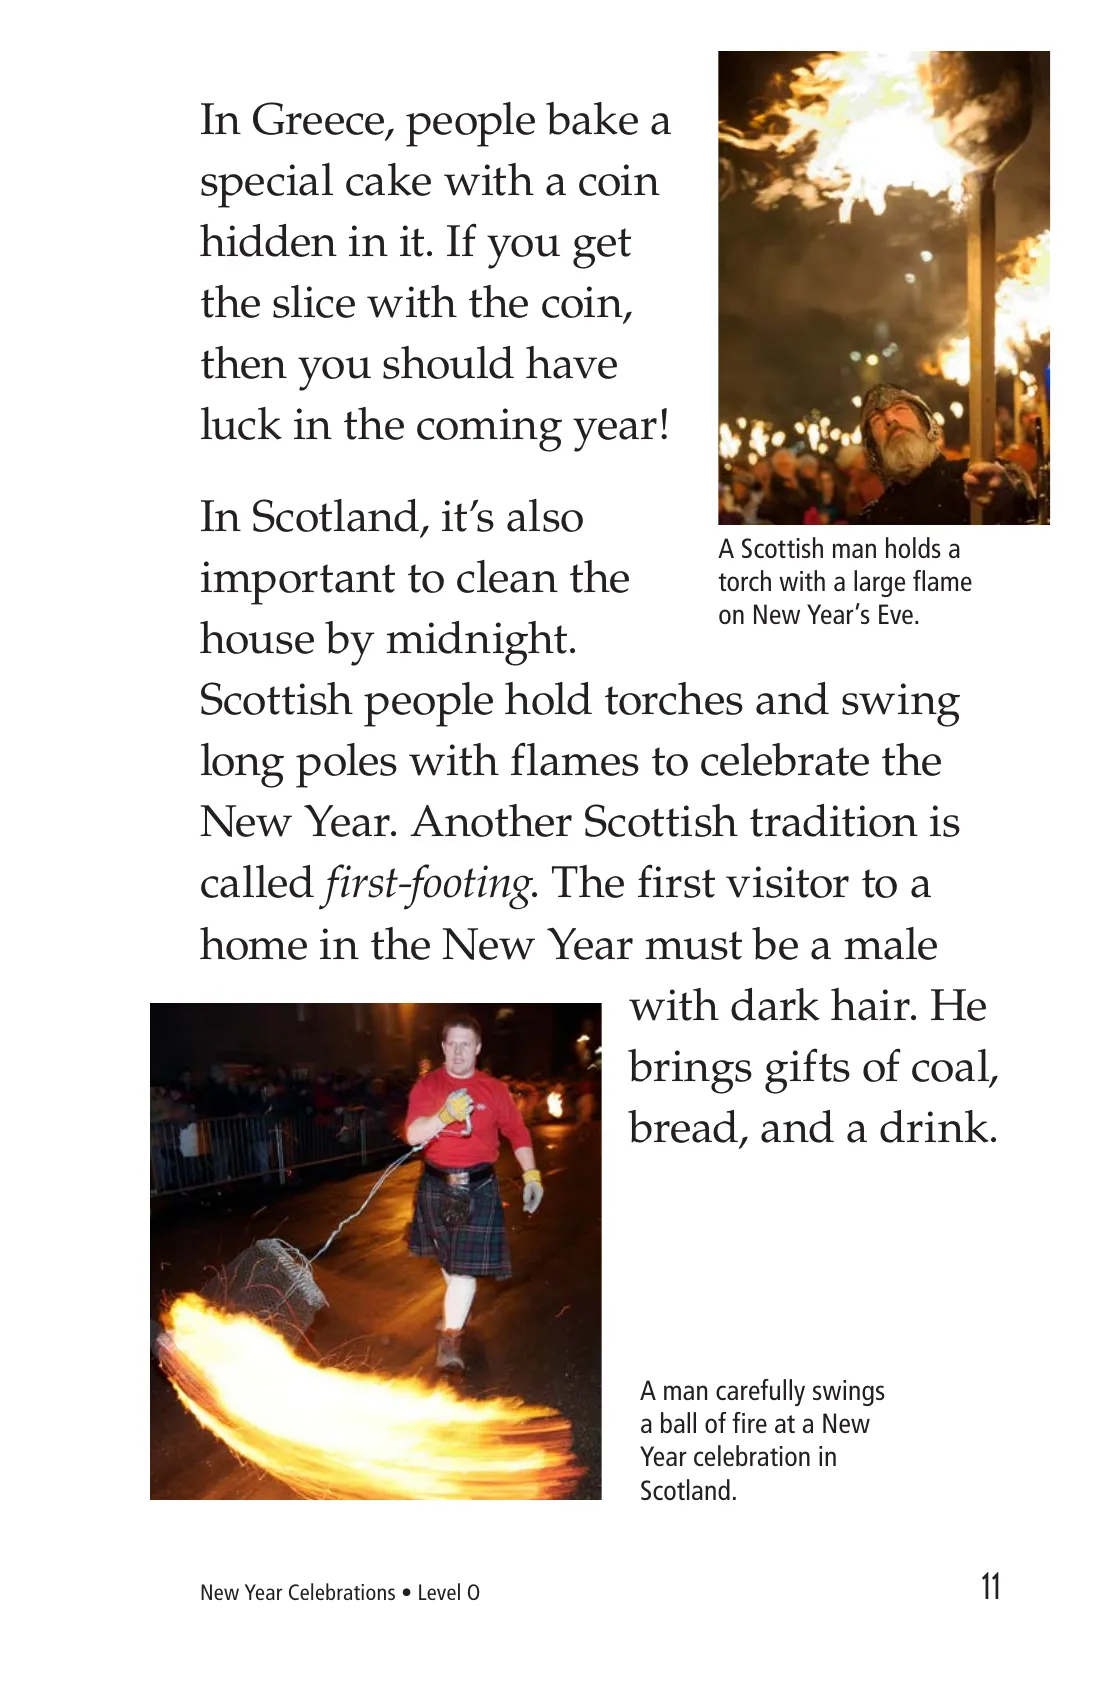 In Greece, people bake a
special cake with a coin
hidden in it. If you get
the slice with the coin,
then you should have
luck in the coming year!
A Scottish man holds a
torch with a large flame
on New Year’s Eve.
In Scotland, it’s also
important to clean the
house by midnight.
Scottish people hold torches and swing
long poles with flames to celebrate the
New Year. Another Scottish tradition is
called first-footing. The first visitor to a
home in the New Year must be a male
with dark hair. He
brings gifts of coal,
bread, and a drink.
A man carefully swings
a ball of fire at a New
Year celebration in
Scotland.
New Year Celebrations • Level O
11